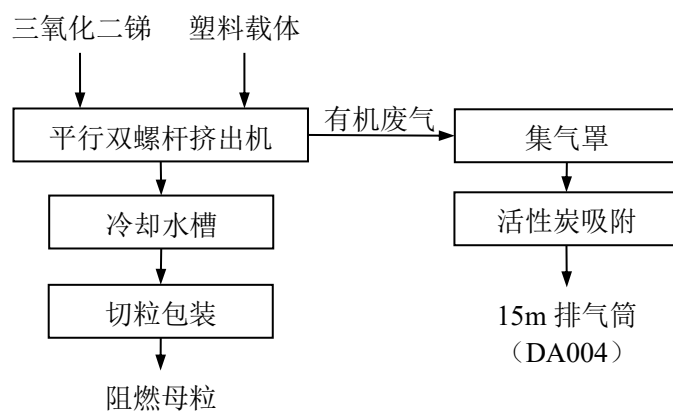 三氧化二锑
塑料载体
平行双螺杆挤出机
有机废气
集气罩
冷却水槽
活性炭吸附
切粒包装
15m 排气筒
（DA004）
阻燃母粒